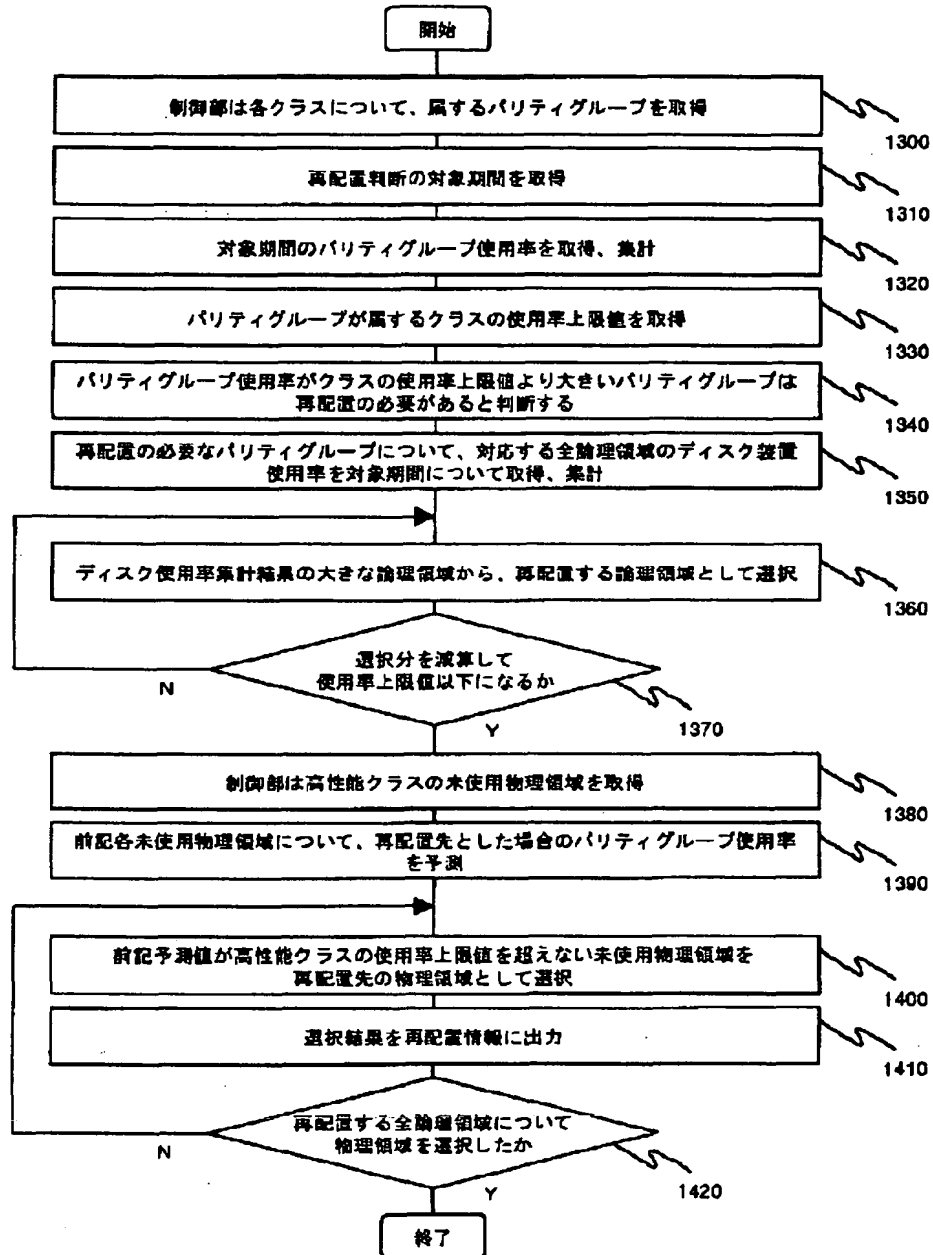 開始
制御部は各クラスについて、属するパリティグループを取得
1300
再配置判断の対象期間を取得
1310
対象期間のパリティグループ使用率を取得、集計
1320
パリティグループが属するクラスの使用率上限値を取得
1330
パリティグループ使用率がクラスの使用率上限値より大きいパリティグループは
再配置の必要があると判断する
1340
再配置の必要なパリティグループについて、対応する全論理領域のディスク装置
使用率を対象期間について取得、集計
1350
ディスク使用率集計結果の大きな論理領域から、再配置する論理領域として選択
1360
選択分を減算して
使用率上限値以下になるか
N
1370
Y
制御部は高性能クラスの未使用物理領域を取得
1380
前記各未使用物理領域について、再配置先とした場合のパリティグループ使用率
を予測
1390
前記予測値が高性能クラスの使用率上限値を超えない未使用物理領域を
再配置先の物理領域として選択
1400
選択結果を再配置情報に出力
1410
再配置する全論理領域について
物理領域を選択したか
N
1420
Y
終了